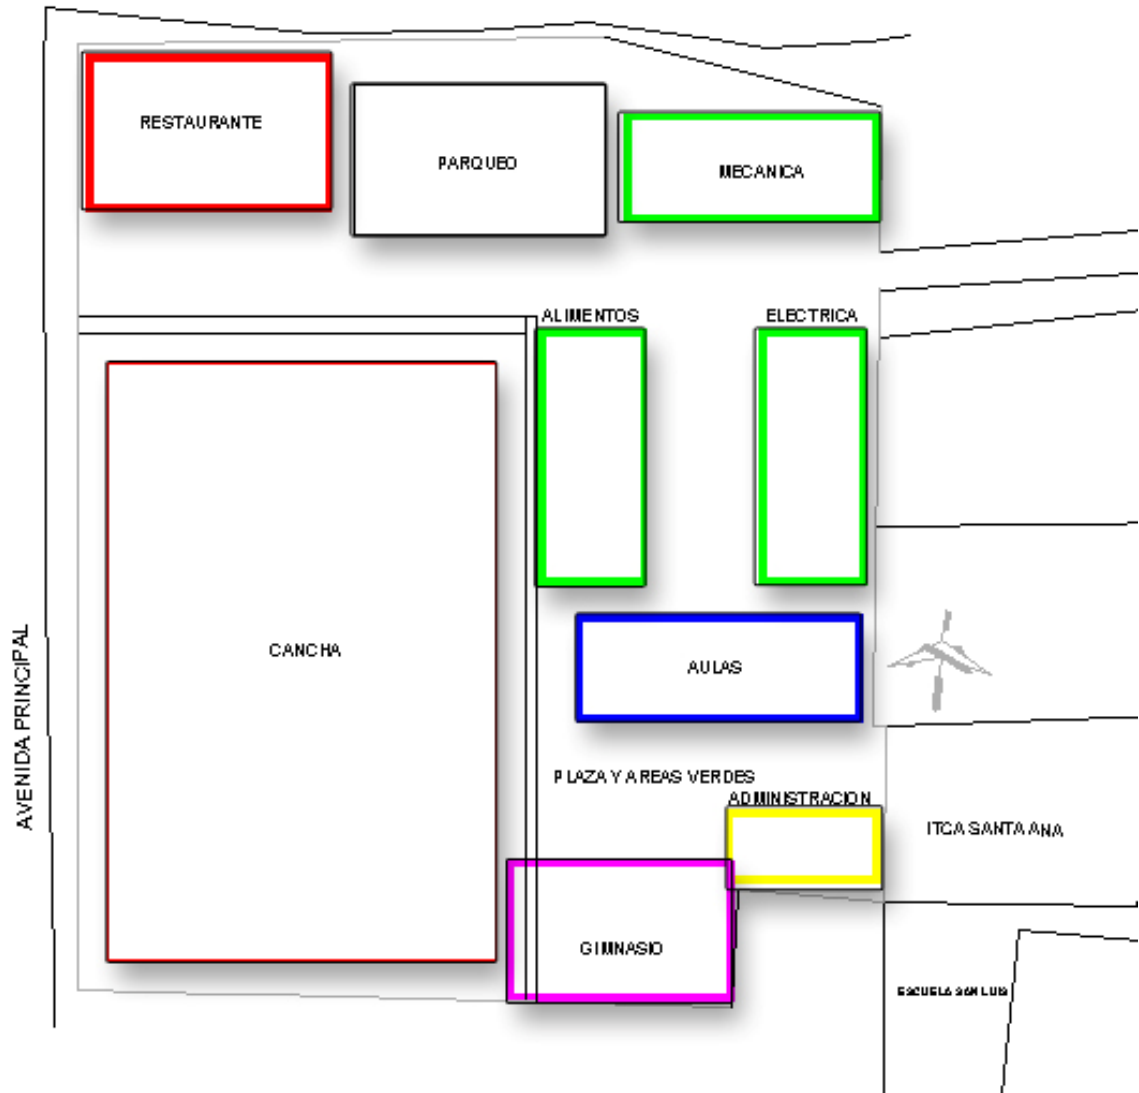 RESTAURANTE
PARQUEO
MECANICA
ALIMENTOS
ELECTRICA
CANCHA
AULAS
AVENIDA PRINCIPAL
PLAZA Y AREAS VERDES
ADMINISTRACION
ITCA SANTA ANA
GIMNASIO
ESCUELA SAN LUIS